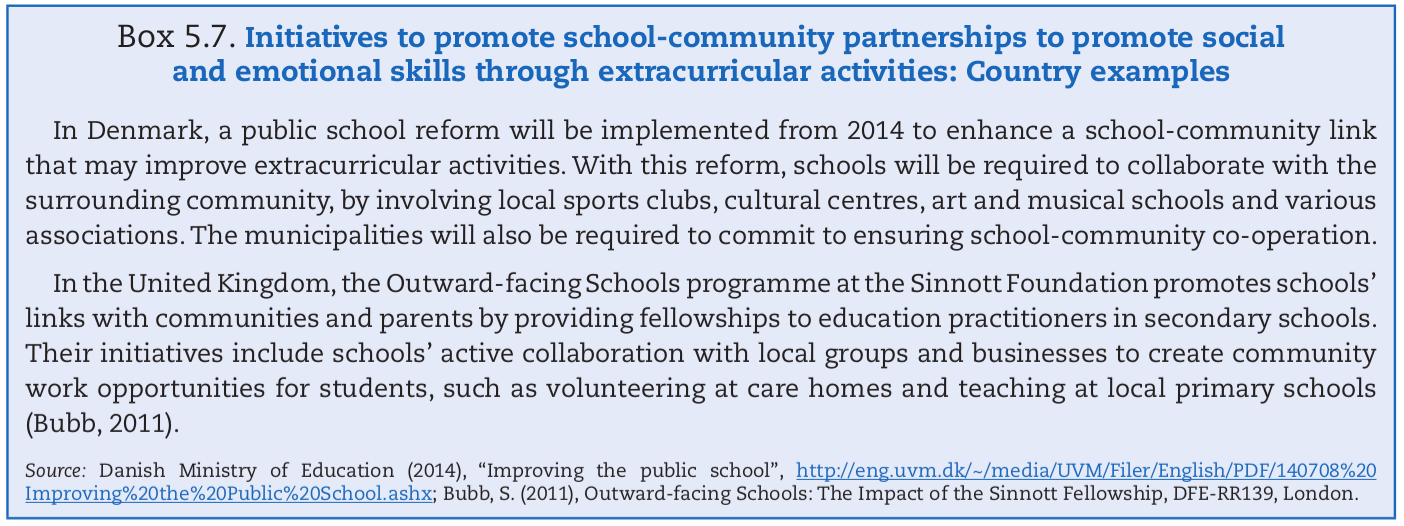 Box 5.7. Initiatives to promote school-community partnerships to promote social
and emotional skills through extracurricular activities: Country examples
In Denmark, a public school reform will be implemented from 2014 to enhance a school-community link
that may improve extracurricular activities. With this reform, schools will be required to collaborate with the
surrounding community, by involving local sports clubs, cultural centres, art and musical schools and various
associations. The municipalities will also be required to commit to ensuring school-community co-operation.
In the United Kingdom, the Outward-facing Schools programme at the Sinnott Foundation promotes schools’
links with communities and parents by providing fellowships to education practitioners in secondary schools.
Their initiatives include schools’ active collaboration with local groups and businesses to create community
work opportunities for students, such as volunteering at care homes and teaching at local primary schools
(Bubb, 2011).
Source: Danish Ministry of Education (2014), “Improving the public school”, http://eng.uvm.dk/~/media/UVM/Filer/English/PDF/140708%20
Improving%20the%20Public%20School.ashx; Bubb, S. (2011), Outward-facing Schools: The Impact of the Sinnott Fellowship, DFE-RR139, London.